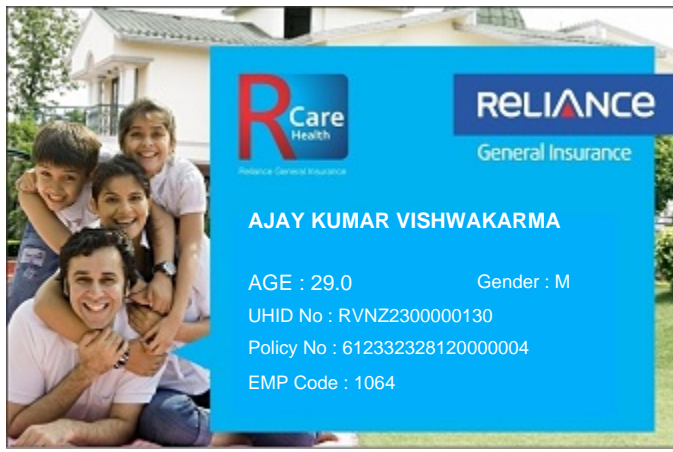 RCare
Health
Reliance General Insurance
RELIANCE
General Insurance
AJAY KUMAR VISHWAKARMA
AGE : 29.0 Gender : M
UHID No : RVNZ2300000130
Policy No : 612332328120000004
EMP Code : 1064